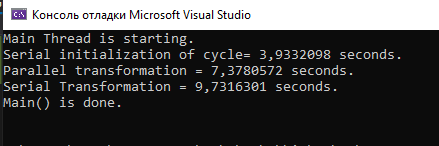 Консоль отладки Microsoft Visual Studio
Main Thread is starting.
Serial initialization of cycle= 3,9332098 seconds.
Parallel transformation = 7,3780572 seconds.
Serial Transformation = 9,7316301 seconds.
Main() is done.